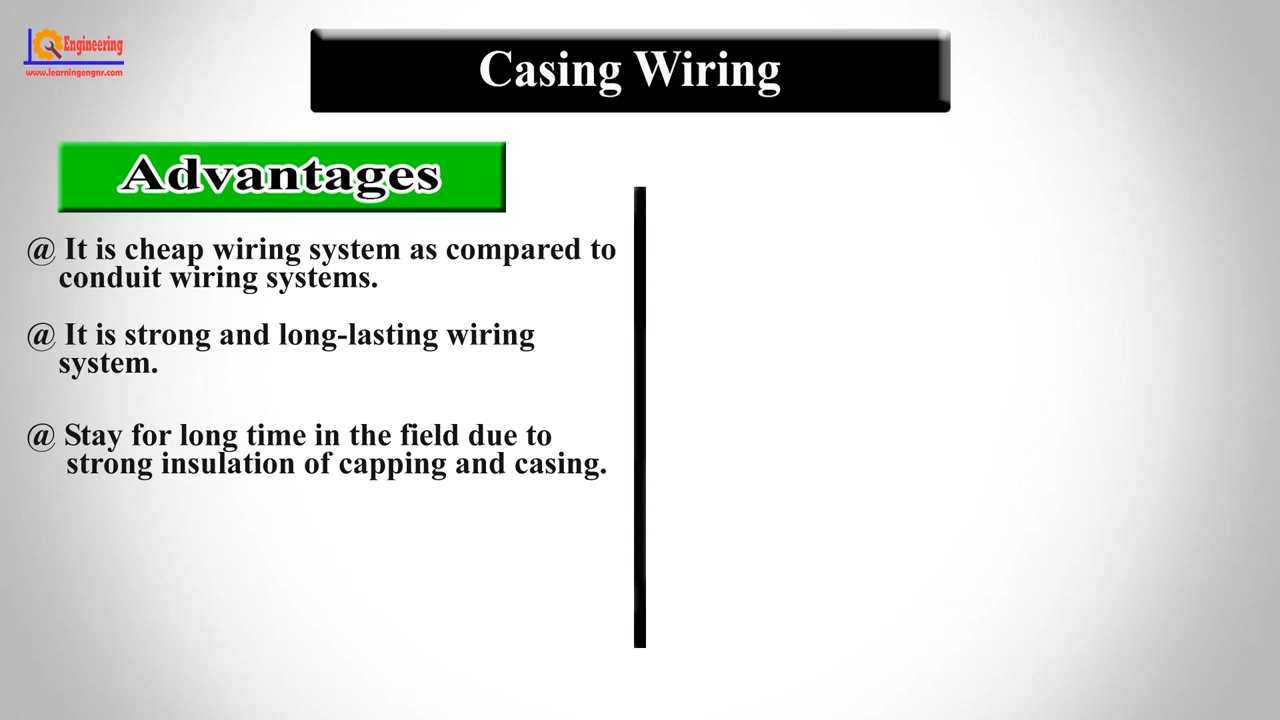 Engineering
www.learningengnr.com
Casing Wiring
Advantages
@ It is cheap wiring system as compared to
conduit wiring systems.
@ It is strong and long-lasting wiring
system.
@ Stay for long time in the field due to
strong insulation of capping and casing.